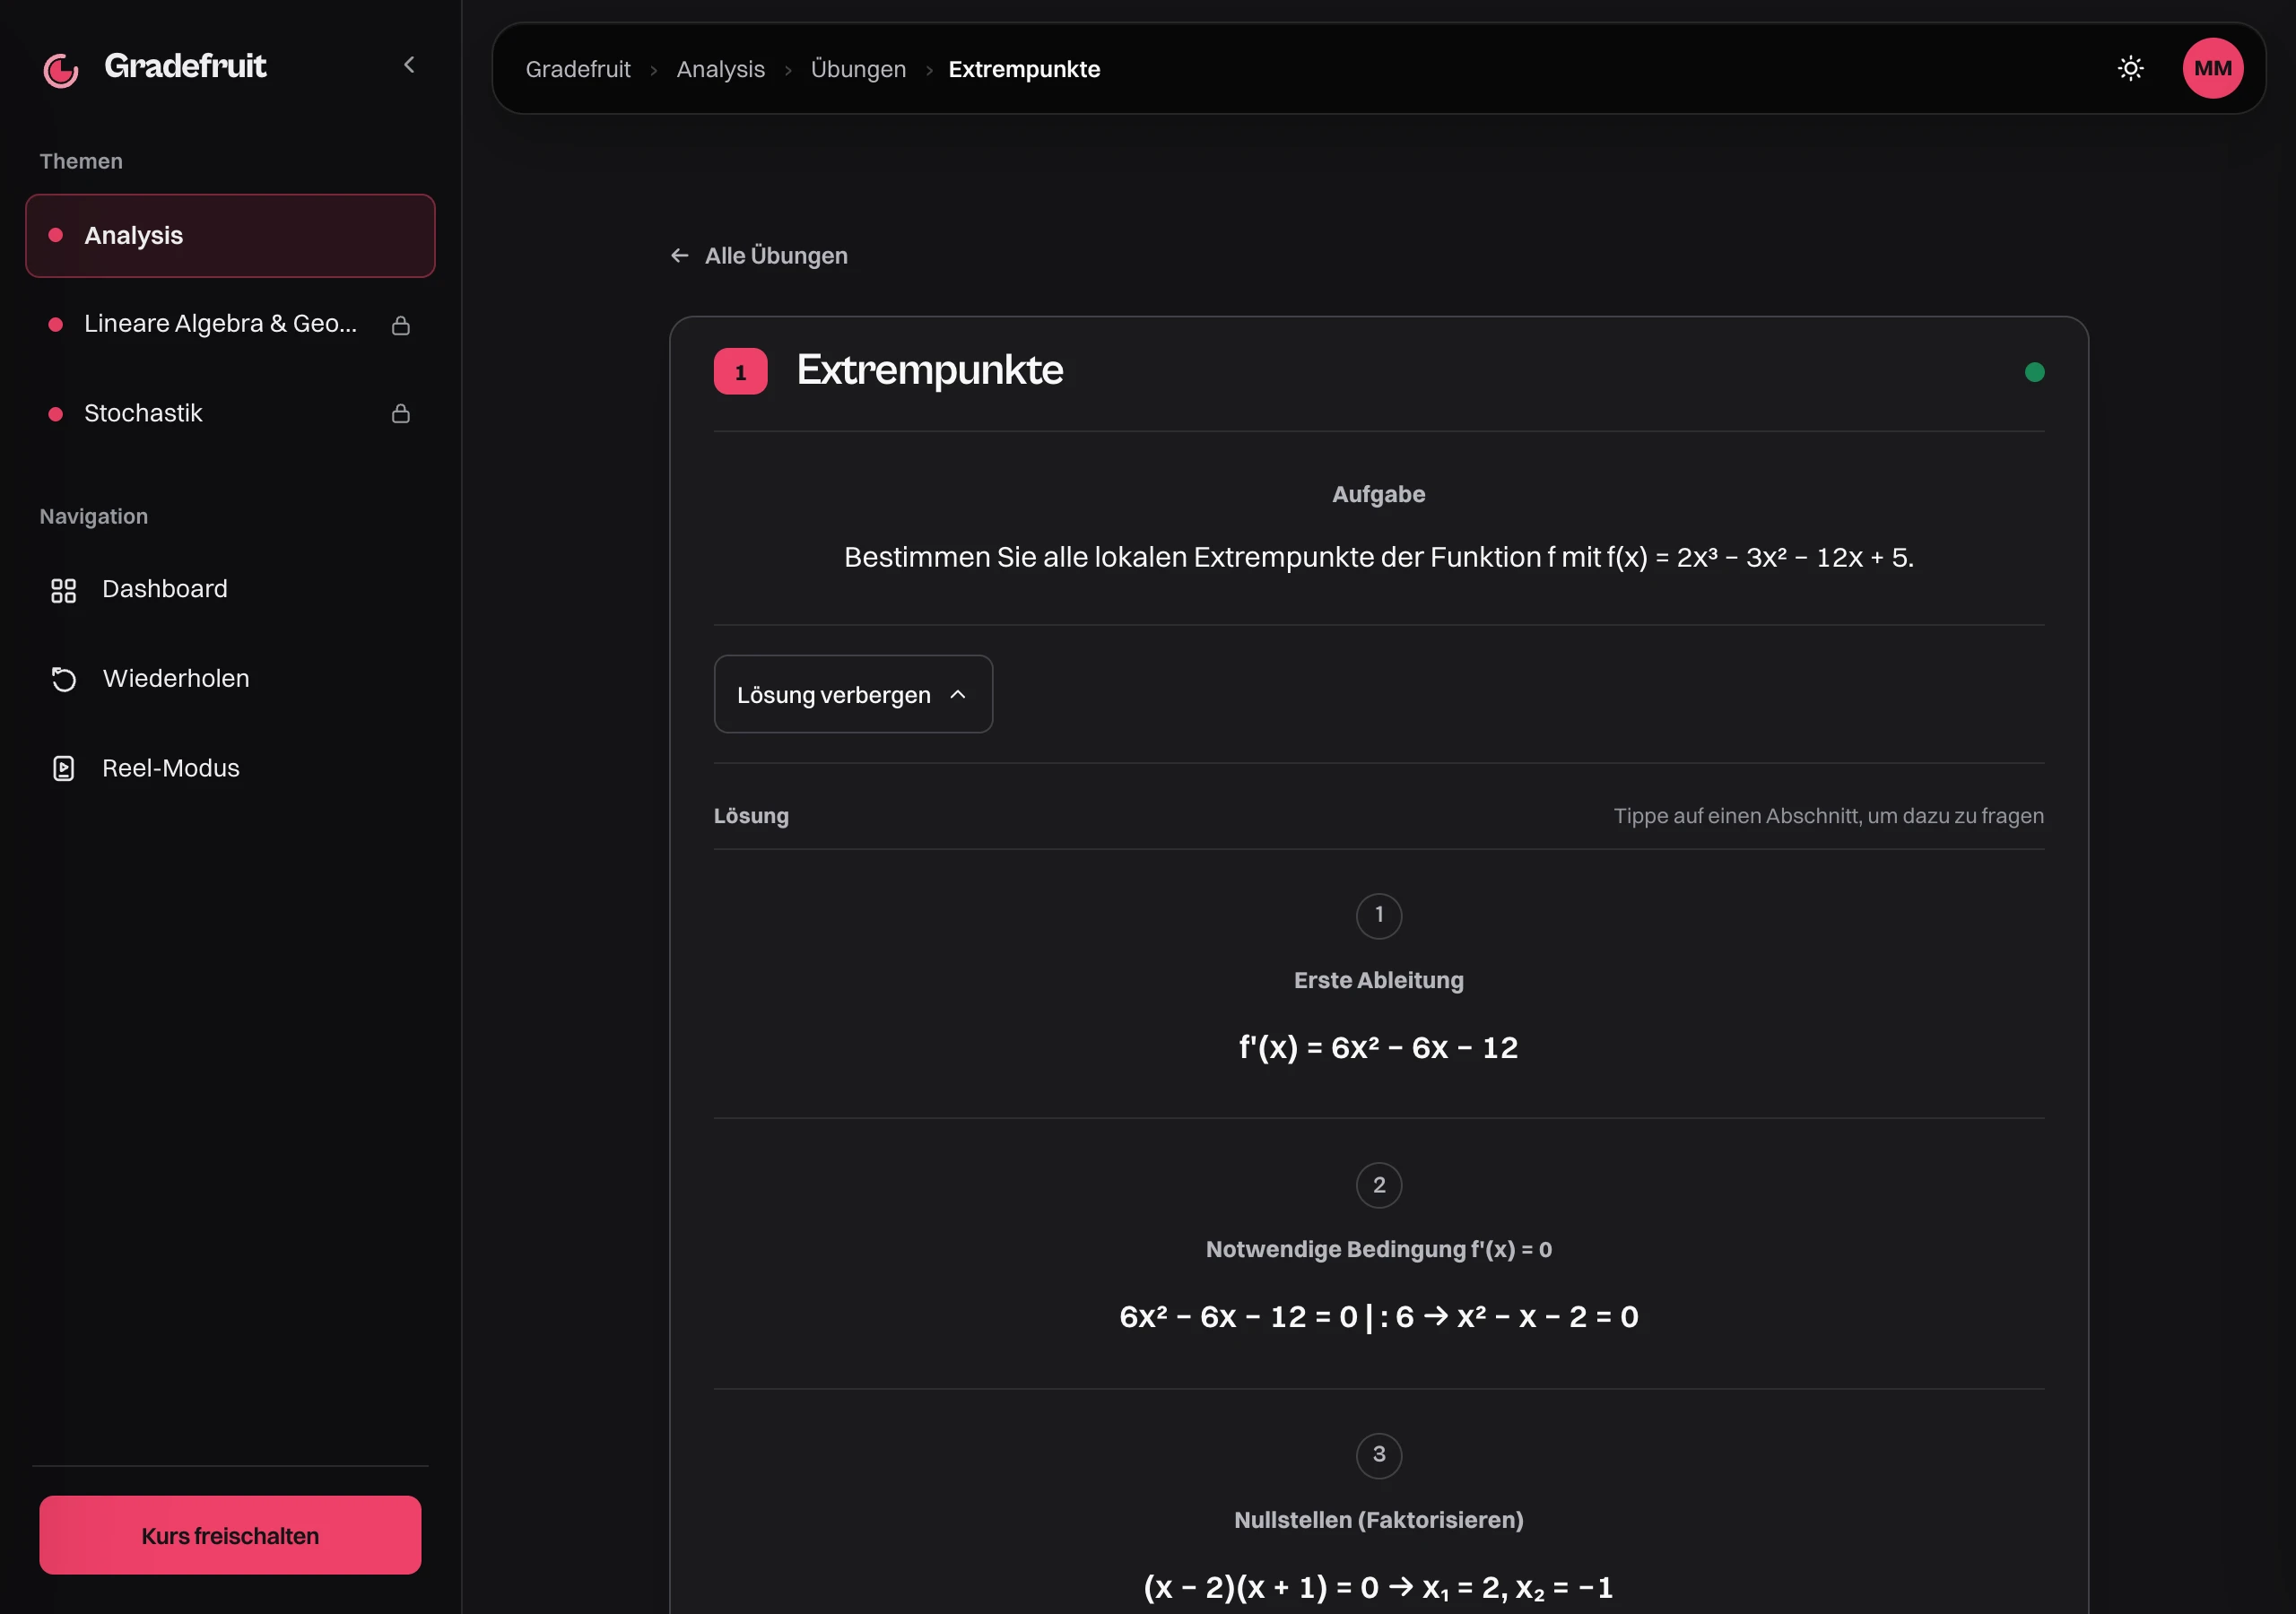 Gradefruit
Themen
Analysis
Lineare Algebra & Geo...
Stochastik
Navigation
Dashboard
Wiederholen
Reel-Modus
Kurs freischalten
Gradefruit › Analysis › Übungen › Extrempunkte
MM
← Alle Übungen
1 Extrempunkte
Aufgabe
Bestimmen Sie alle lokalen Extrempunkte der Funktion f mit f(x) = 2x³ − 3x² − 12x + 5.
Lösung verbergen
Lösung
Tippe auf einen Abschnitt, um dazu zu fragen
1
Erste Ableitung
f'(x) = 6x² − 6x − 12
2
Notwendige Bedingung f'(x) = 0
6x² − 6x − 12 = 0 | : 6 → x² − x − 2 = 0
3
Nullstellen (Faktorisieren)
(x − 2)(x + 1) = 0 → x₁ = 2, x₂ = −1